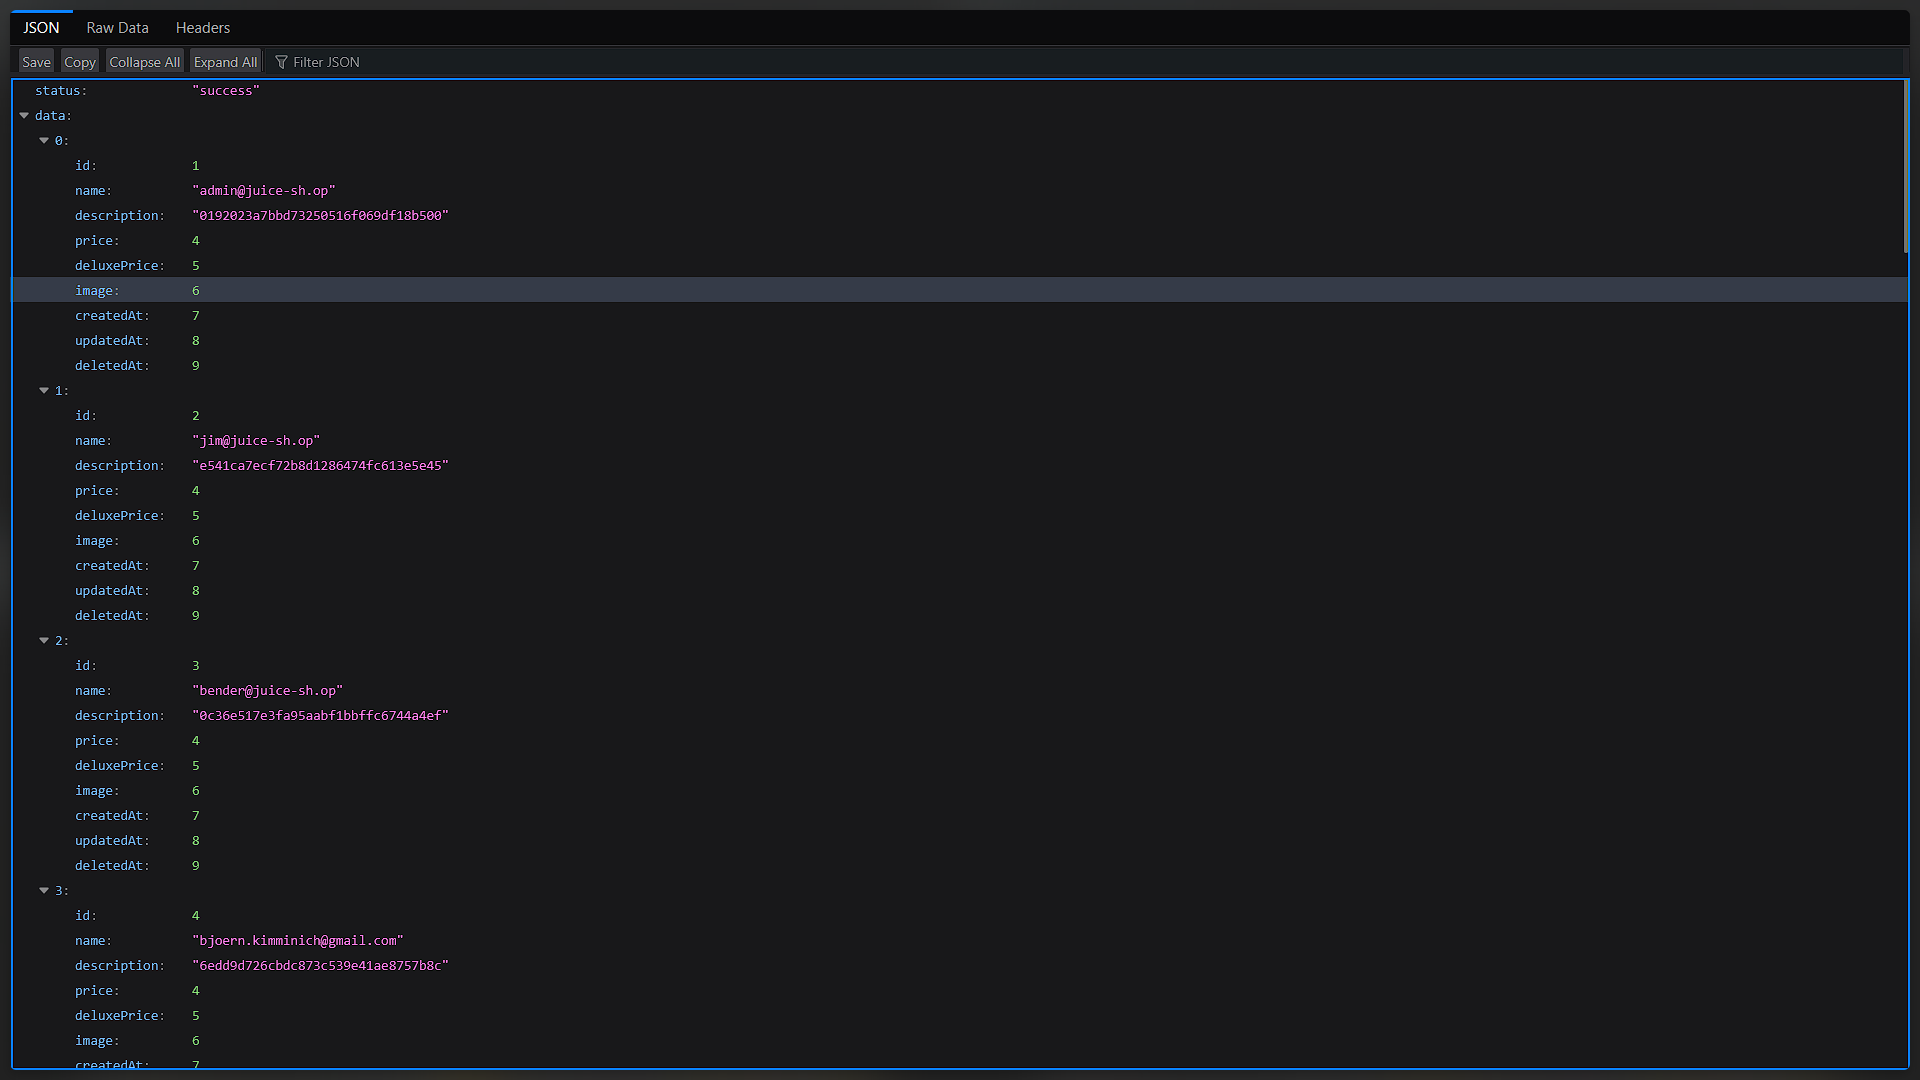 JSON Raw Data Headers
Save Copy Collapse All Expand All Filter JSON
status: "success"
data:
0:
id: 1
name: "admin@juice-sh.op"
description: "0192023a7bbd73250516f069df18b500"
price: 4
deluxePrice: 5
image: 6
createdAt: 7
updatedAt: 8
deletedAt: 9
1:
id: 2
name: "jim@juice-sh.op"
description: "e541ca7ecf72b8d1286474fc613e5e45"
price: 4
deluxePrice: 5
image: 6
createdAt: 7
updatedAt: 8
deletedAt: 9
2:
id: 3
name: "bender@juice-sh.op"
description: "0c36e517e3fa95aabf1bbffc6744a4ef"
price: 4
deluxePrice: 5
image: 6
createdAt: 7
updatedAt: 8
deletedAt: 9
3:
id: 4
name: "bjoern.kimminich@gmail.com"
description: "6edd9d726cbdc873c539e41ae8757b8c"
price: 4
deluxePrice: 5
image: 6
createdAt: 7